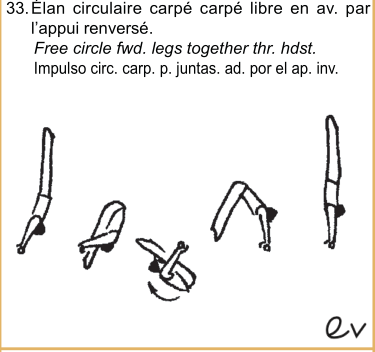 33. Élan circulaire carpé carpé libre en av. par
l’appui renversé.
Free circle fwd. legs together thr. hdst.
Impulso circ. carp. p. juntas. ad. por el ap. inv.
ev